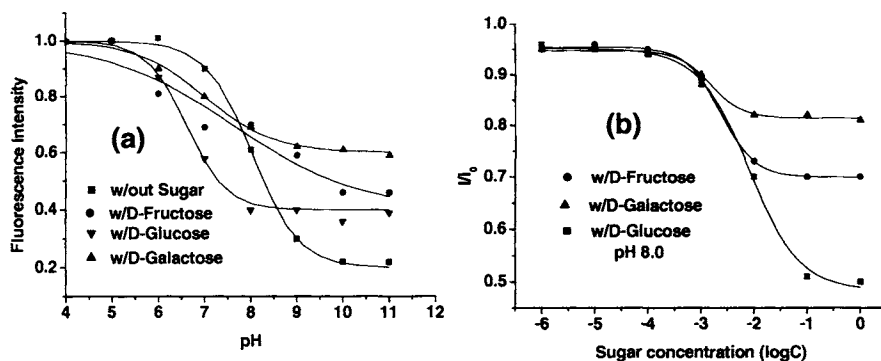 1.0
0.8
0.6
0.4
0.2
Fluorescence Intensity
(a)
w/out Sugar
w/D-Fructose
w/D-Glucose
w/D-Galactose
4 5 6 7 8 9 10 11 12
pH
1.0
0.9
0.8
0.7
0.6
0.5
I/I₀
(b)
w/D-Fructose
w/D-Galactose
w/D-Glucose
pH 8.0
-6 -5 -4 -3 -2 -1 0
Sugar concentration (logC)